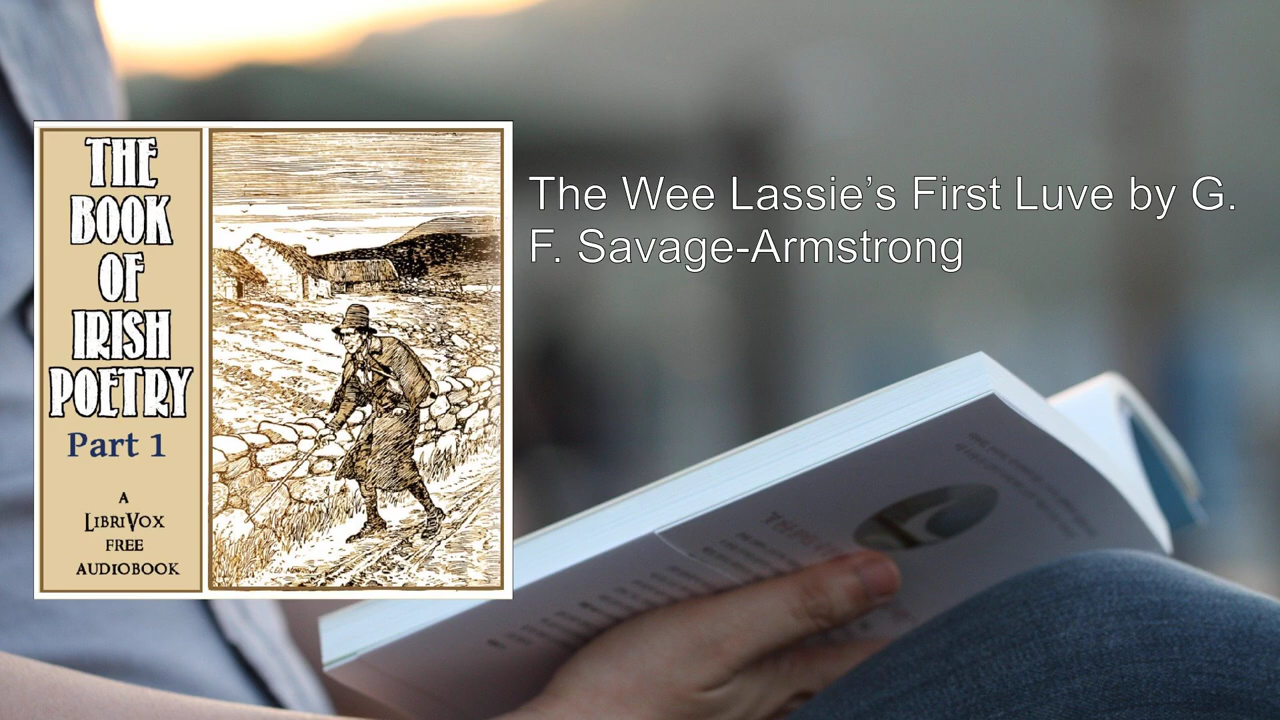 THE
BOOK
OF
IRISH
POETRY
Part 1
A
LIBRIVOX
FREE
AUDIOBOOK
The Wee Lassie’s First Luve by G.
F. Savage-Armstrong